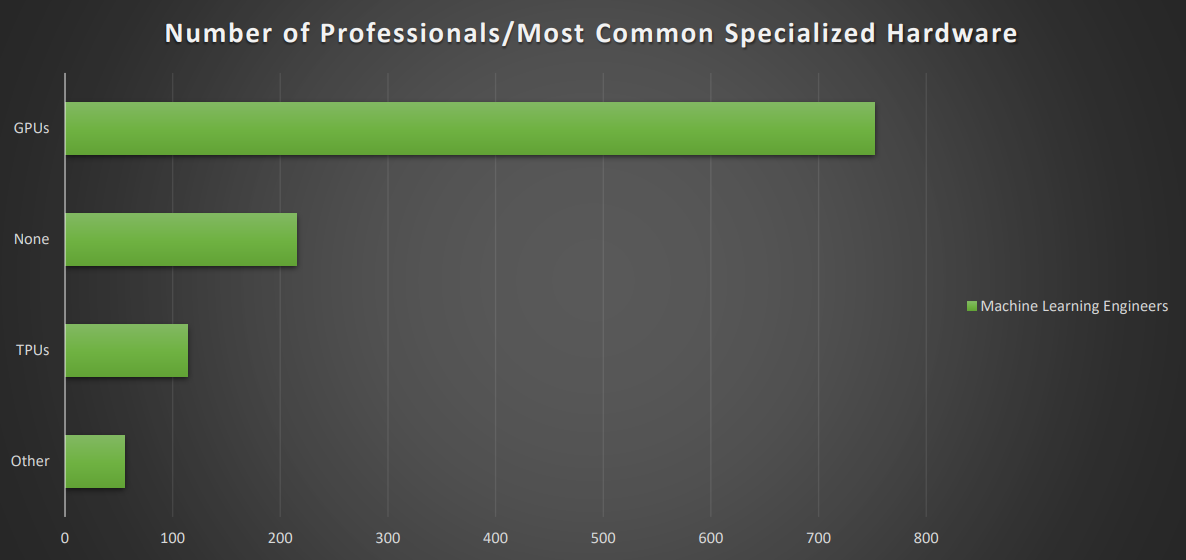 Number of Professionals/Most Common Specialized Hardware
GPUs
None
TPUs
Other
Machine Learning Engineers
0 100 200 300 400 500 600 700 800